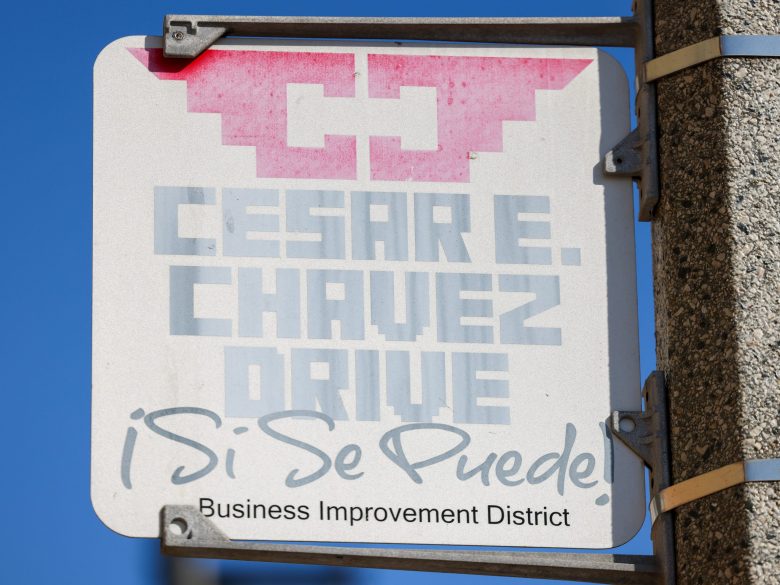 CESAR E.
CHAVEZ
DRIVE
¡Si Se Puede!
Business Improvement District